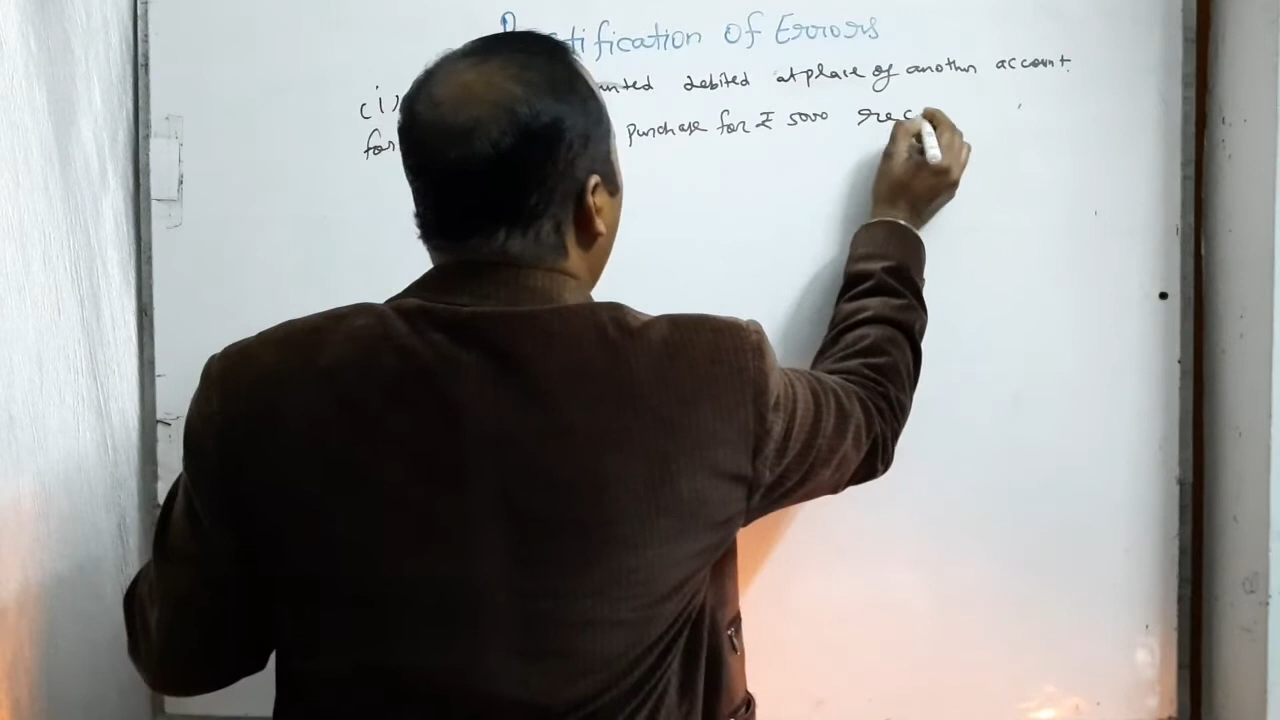 tification of Errors
(i) unted debited at place of another account.
for purchase for ₹ 5000 rec